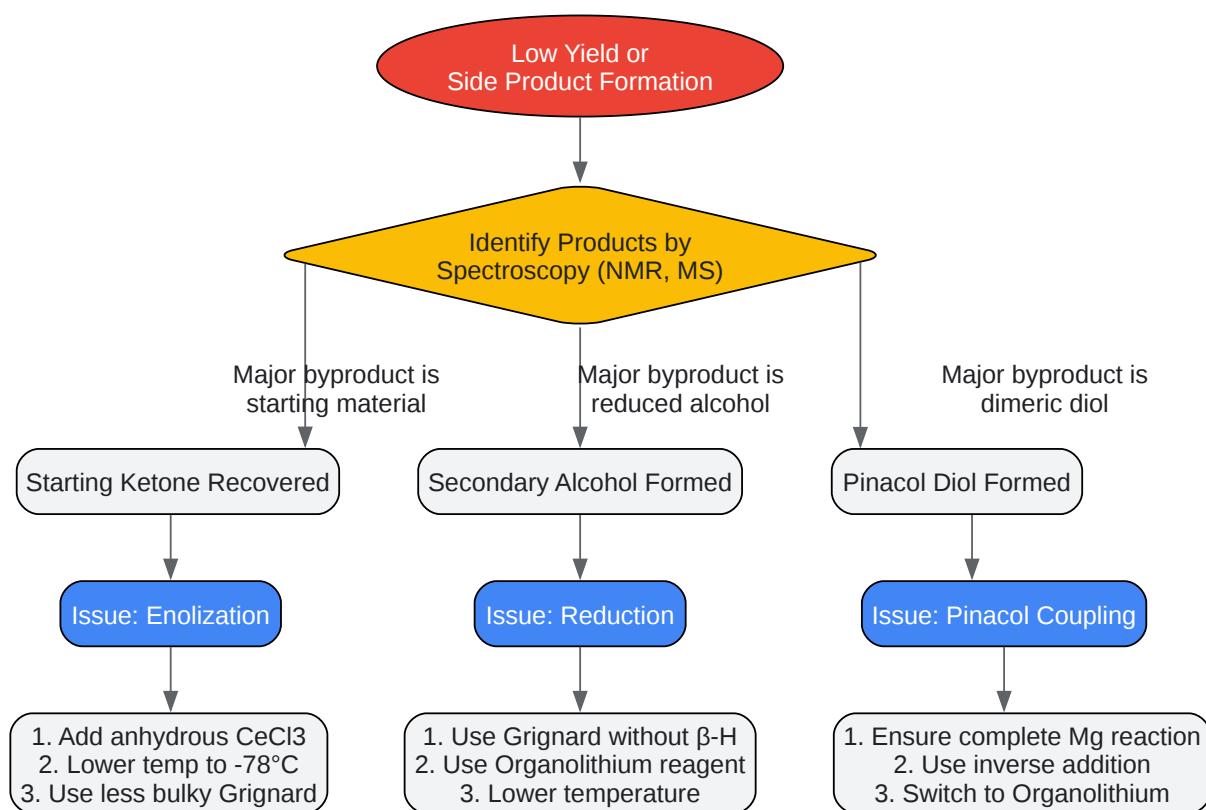 Low Yield or
Side Product Formation
Identify Products by
Spectroscopy (NMR, MS)
Major byproduct is
starting material
Major byproduct is
reduced alcohol
Major byproduct is
dimeric diol
Starting Ketone Recovered
Secondary Alcohol Formed
Pinacol Diol Formed
Issue: Enolization
Issue: Reduction
Issue: Pinacol Coupling
1. Add anhydrous CeCl3
2. Lower temp to -78°C
3. Use less bulky Grignard
1. Use Grignard without β-H
2. Use Organolithium reagent
3. Lower temperature
1. Ensure complete Mg reaction
2. Use inverse addition
3. Switch to Organolithium